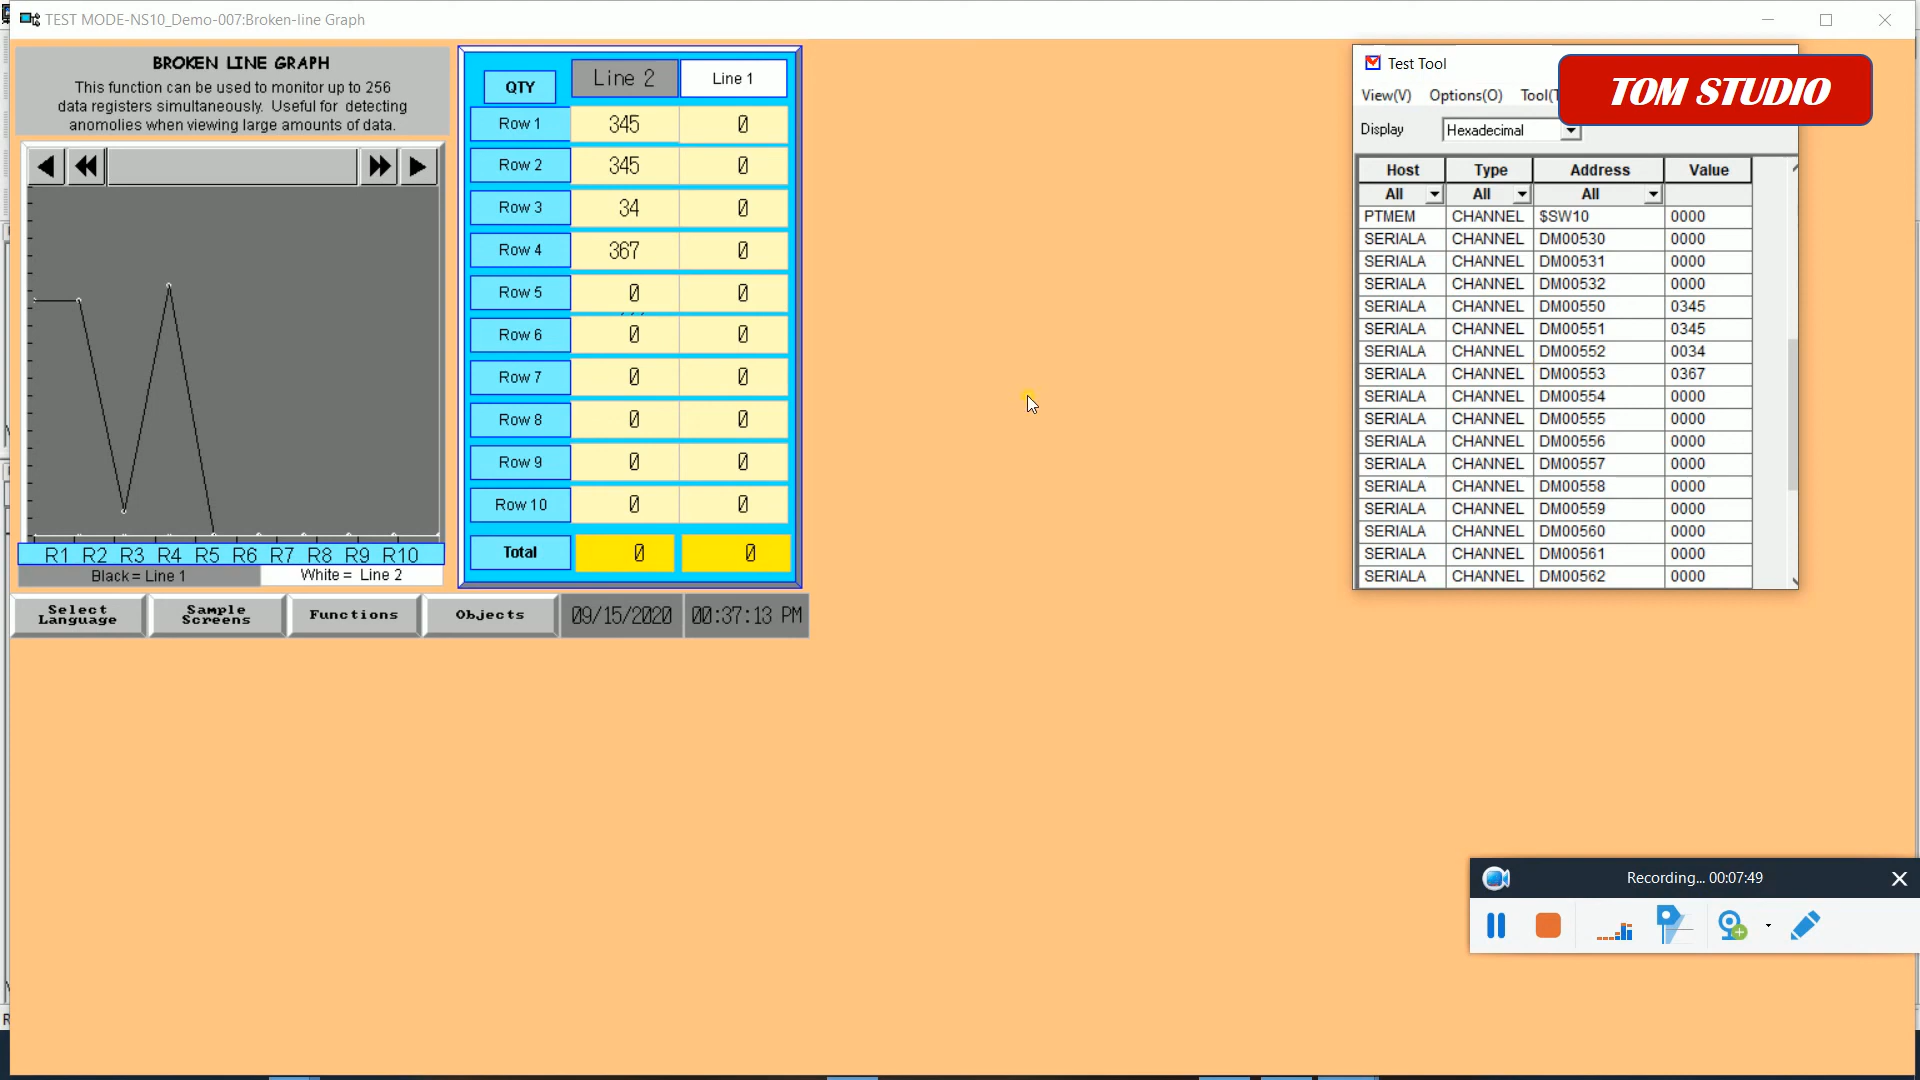 TEST MODE-NS10_Demo-007:Broken-line Graph
BROKEN LINE GRAPH
This function can be used to monitor up to 256
data registers simultaneously. Useful for detecting
anomolies when viewing large amounts of data.
R1 R2 R3 R4 R5 R6 R7 R8 R9 R10
Black = Line 1 White = Line 2
QTY Line 2 Line 1
Row 1 345 0
Row 2 345 0
Row 3 34 0
Row 4 367 0
Row 5 0 0
Row 6 0 0
Row 7 0 0
Row 8 0 0
Row 9 0 0
Row 10 0 0
Total 0 0
Select Language Sample Screens Functions Objects 09/15/2020 00:37:13 PM
Test Tool
TOM STUDIO
View(V) Options(O) Tool(T
Display Hexadecimal
Host Type Address Value
All All All
PTMEM CHANNEL $SW10 0000
SERIALA CHANNEL DM00530 0000
SERIALA CHANNEL DM00531 0000
SERIALA CHANNEL DM00532 0000
SERIALA CHANNEL DM00550 0345
SERIALA CHANNEL DM00551 0345
SERIALA CHANNEL DM00552 0034
SERIALA CHANNEL DM00553 0367
SERIALA CHANNEL DM00554 0000
SERIALA CHANNEL DM00555 0000
SERIALA CHANNEL DM00556 0000
SERIALA CHANNEL DM00557 0000
SERIALA CHANNEL DM00558 0000
SERIALA CHANNEL DM00559 0000
SERIALA CHANNEL DM00560 0000
SERIALA CHANNEL DM00561 0000
SERIALA CHANNEL DM00562 0000
Recording... 00:07:49